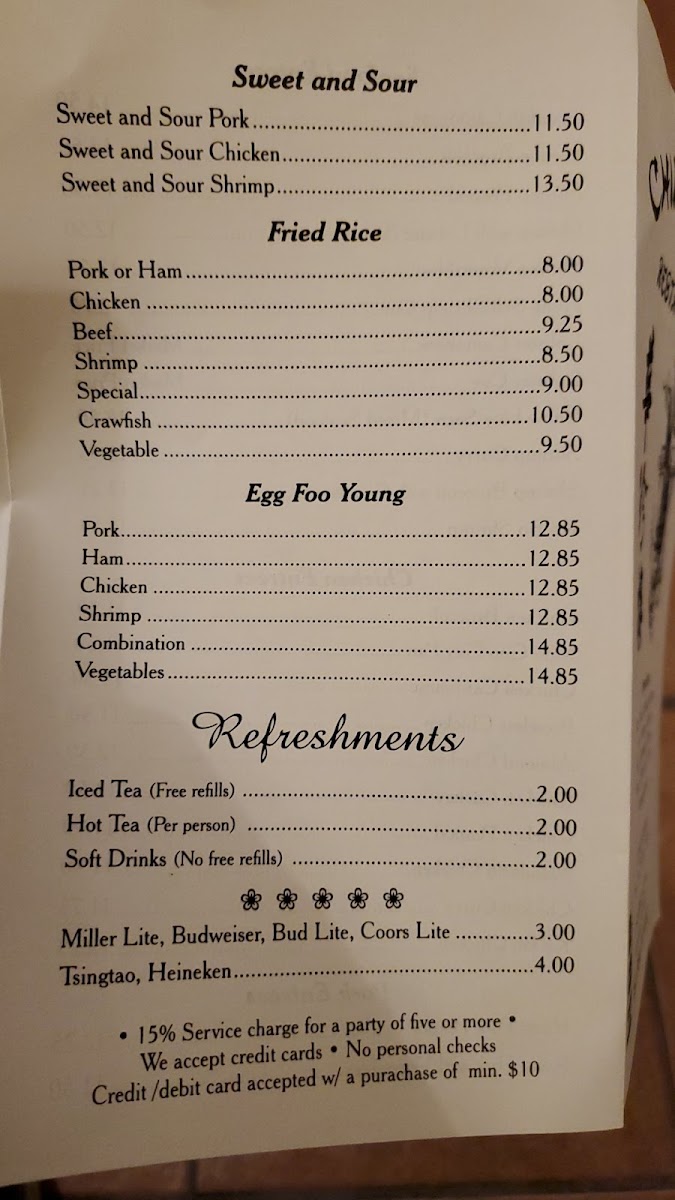 Sweet and Sour
Sweet and Sour Pork..........11.50
Sweet and Sour Chicken..........11.50
Sweet and Sour Shrimp..........13.50
Fried Rice
Pork or Ham..........8.00
Chicken..........8.00
Beef..........9.25
Shrimp..........8.50
Special..........9.00
Crawfish..........10.50
Vegetable..........9.50
Egg Foo Young
Pork..........12.85
Ham..........12.85
Chicken..........12.85
Shrimp..........12.85
Combination..........14.85
Vegetables..........14.85
Refreshments
Iced Tea (Free refills)..........2.00
Hot Tea (Per person)..........2.00
Soft Drinks (No free refills)..........2.00
Miller Lite, Budweiser, Bud Lite, Coors Lite..........3.00
Tsingtao, Heineken..........4.00
• 15% Service charge for a party of five or more •
We accept credit cards • No personal checks
Credit /debit card accepted w/ a purachase of min. $10